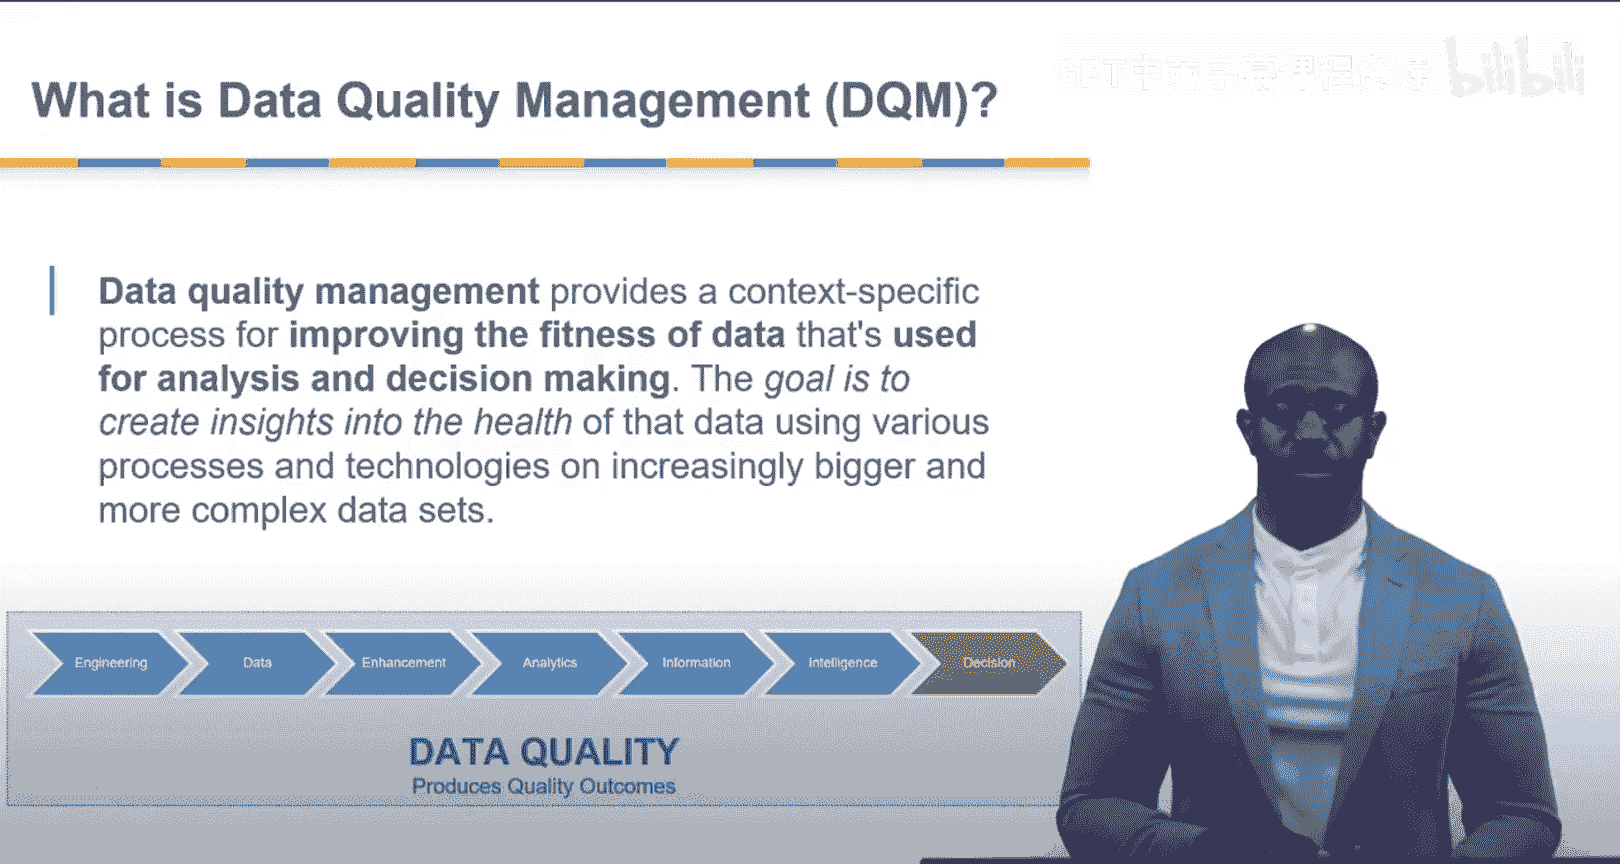 What is Data Quality Management (DQM)?
bilibili
Data quality management provides a context-specific
process for improving the fitness of data that's used
for analysis and decision making. The goal is to
create insights into the health of that data using various
processes and technologies on increasingly bigger and
more complex data sets.
Engineering
Data
Enhancement
Analytics
Information
Intelligence
Decision
DATA QUALITY
Produces Quality Outcomes